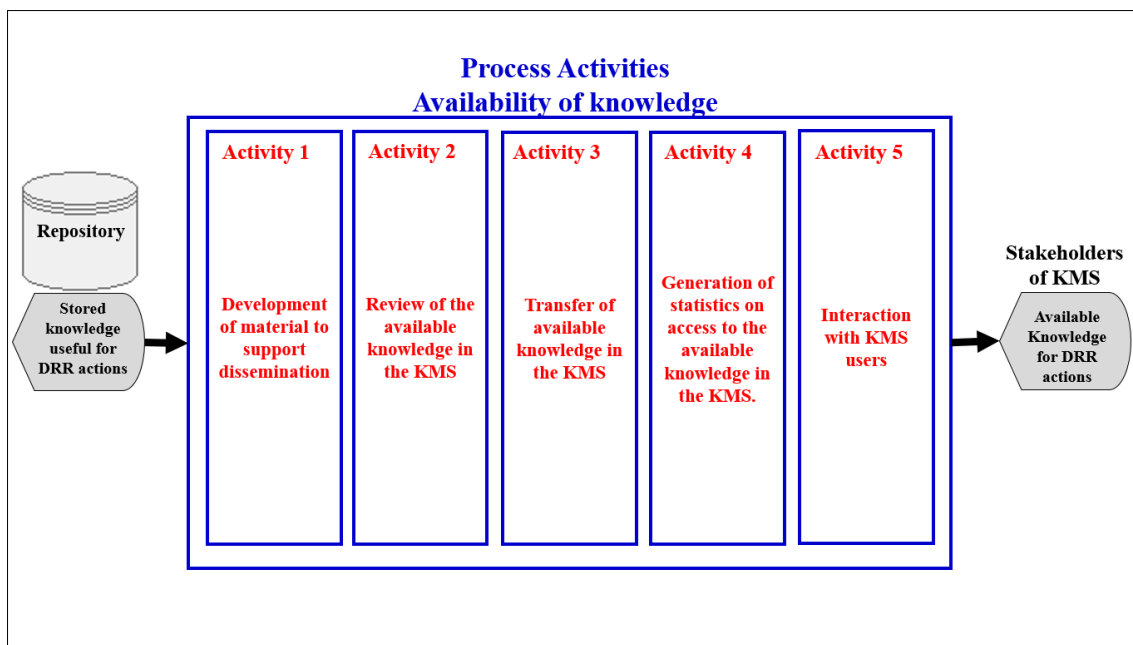 Process Activities
Availability of knowledge
Repository
Stored
knowledge
useful for
DRR actions
Activity 1
Development
of material to
support
dissemination
Activity 2
Review of the
available
knowledge in
the KMS
Activity 3
Transfer of
available
knowledge in
the KMS
Activity 4
Generation of
statistics on
access to the
available
knowledge in
the KMS.
Activity 5
Interaction
with KMS
users
Stakeholders
of KMS
Available
Knowledge
for DRR
actions